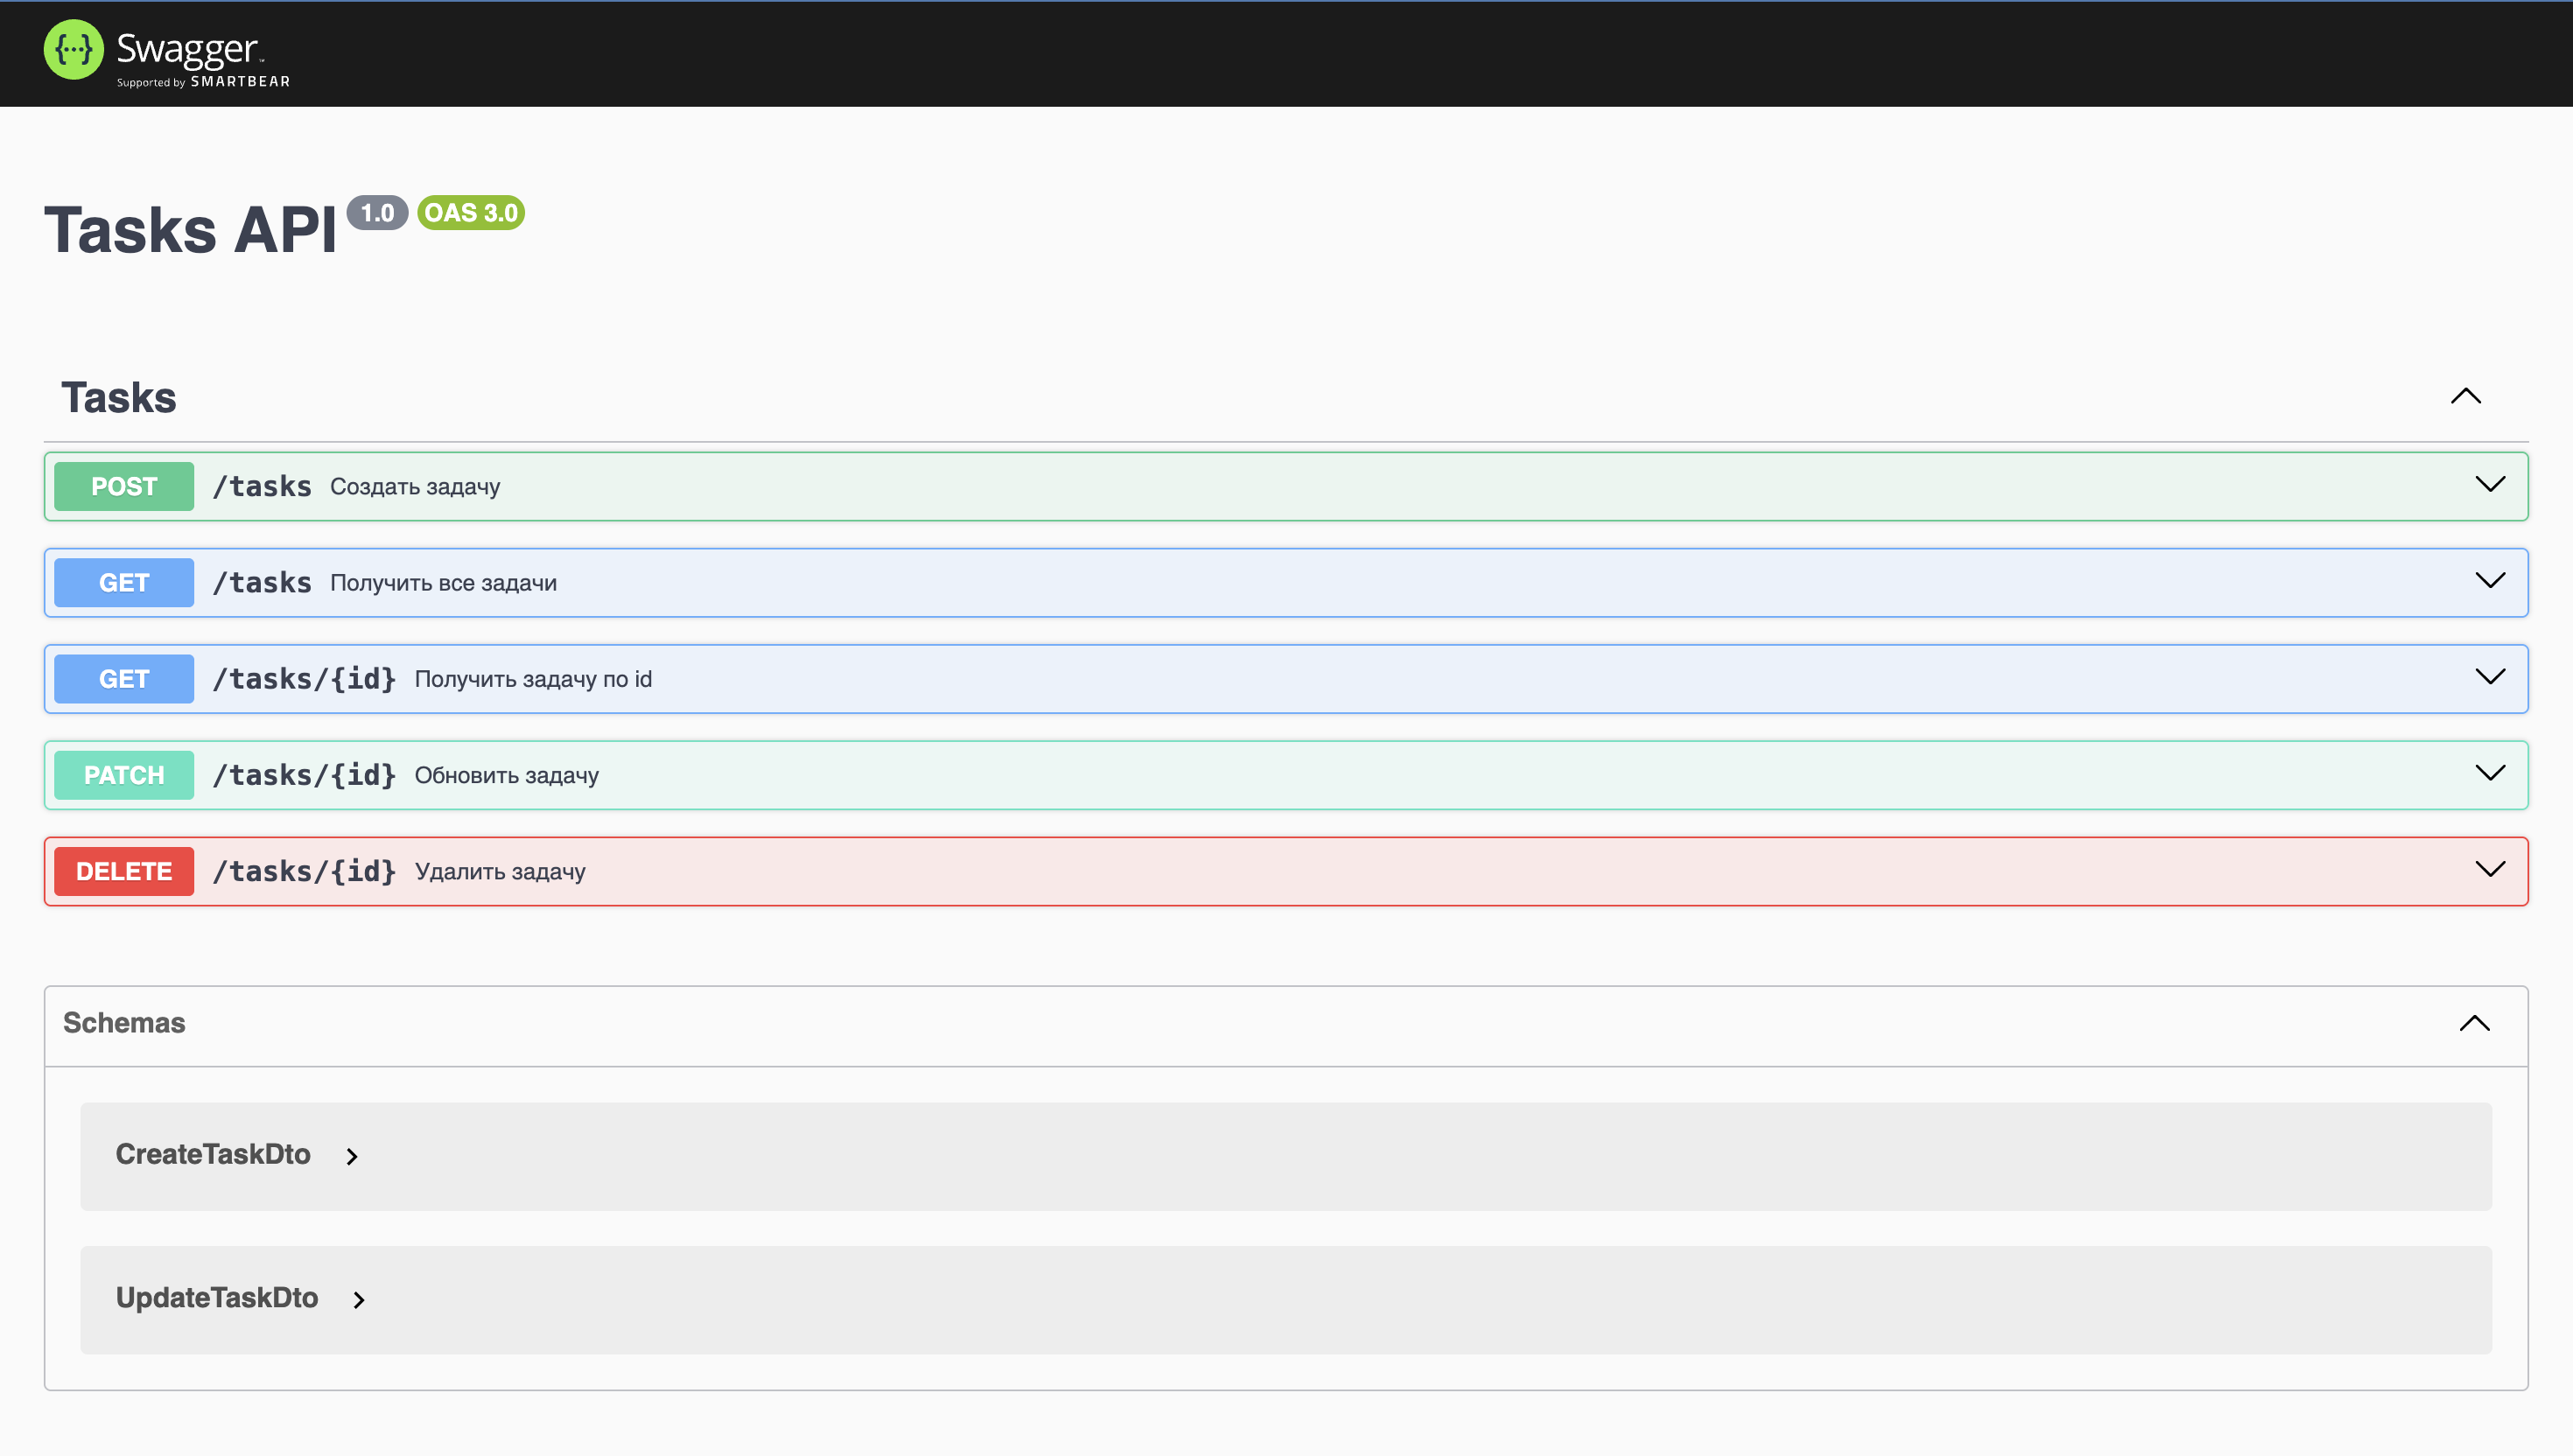 {···} Swagger™
Supported by SMARTBEAR
Tasks API 1.0 OAS 3.0
Tasks
POST /tasks Создать задачу
GET /tasks Получить все задачи
GET /tasks/{id} Получить задачу по id
PATCH /tasks/{id} Обновить задачу
DELETE /tasks/{id} Удалить задачу
Schemas
CreateTaskDto
UpdateTaskDto